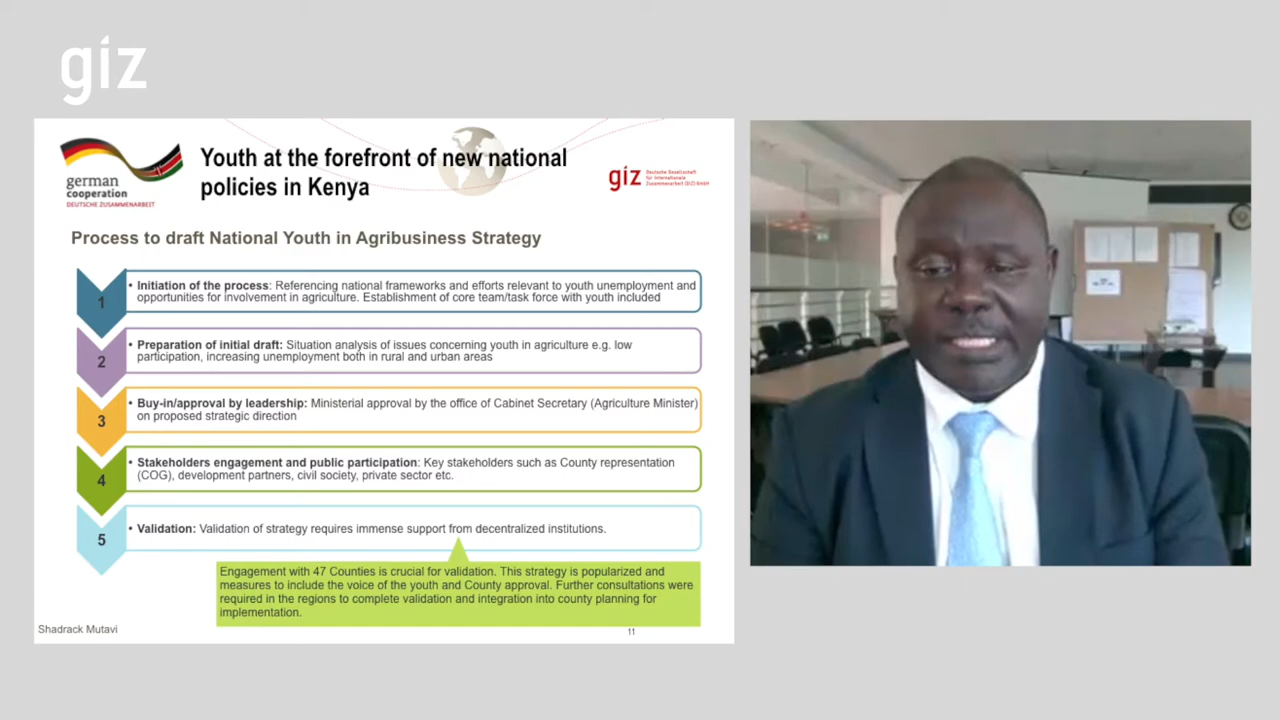 giz
Youth at the forefront of new national
policies in Kenya
german
cooperation
DEUTSCHE ZUSAMMENARBEIT
giz
Deutsche Gesellschaft
für Internationale
Zusammenarbeit (GIZ) GmbH
Process to draft National Youth in Agribusiness Strategy
1
• Initiation of the process: Referencing national frameworks and efforts relevant to youth unemployment and
opportunities for involvement in agriculture. Establishment of core team/task force with youth included
2
• Preparation of initial draft: Situation analysis of issues concerning youth in agriculture e.g. low
participation, increasing unemployment both in rural and urban areas
3
• Buy-in/approval by leadership: Ministerial approval by the office of Cabinet Secretary (Agriculture Minister)
on proposed strategic direction
4
• Stakeholders engagement and public participation: Key stakeholders such as County representation
(COG), development partners, civil society, private sector etc.
5
• Validation: Validation of strategy requires immense support from decentralized institutions.
Engagement with 47 Counties is crucial for validation. This strategy is popularized and
measures to include the voice of the youth and County approval. Further consultations were
required in the regions to complete validation and integration into county planning for
implementation.
Shadrack Mutavi
11